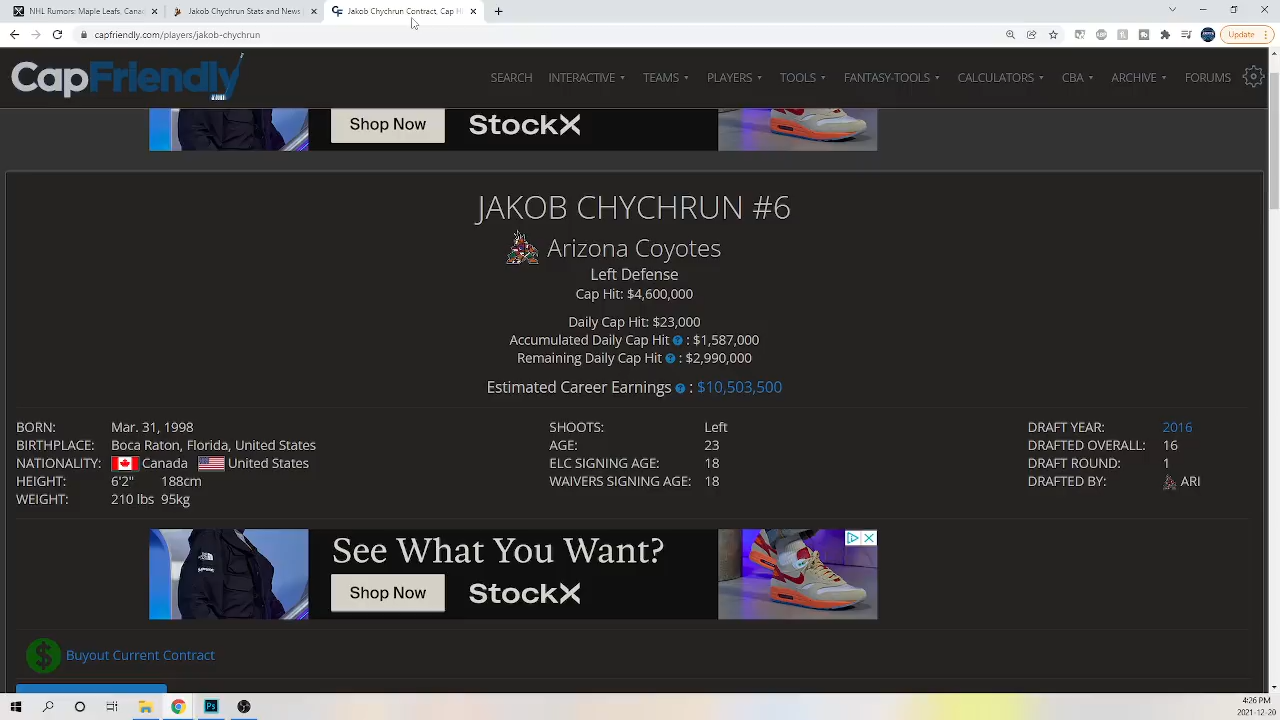 NHL Rumors: Maple Leafs, Canad
Jakob Chychrun Stats and News
Jakob Chychrun Contract, Cap Hi
capfriendly.com/players/jakob-chychrun
Update
CapFriendly
SEARCH INTERACTIVE TEAMS PLAYERS TOOLS FANTASY-TOOLS CALCULATORS CBA ARCHIVE FORUMS
Shop Now StockX
JAKOB CHYCHRUN #6
Arizona Coyotes
Left Defense
Cap Hit: $4,600,000
Daily Cap Hit: $23,000
Accumulated Daily Cap Hit : $1,587,000
Remaining Daily Cap Hit : $2,990,000
Estimated Career Earnings : $10,503,500
BORN: Mar. 31, 1998 SHOOTS: Left DRAFT YEAR: 2016
BIRTHPLACE: Boca Raton, Florida, United States AGE: 23 DRAFTED OVERALL: 16
NATIONALITY: Canada United States ELC SIGNING AGE: 18 DRAFT ROUND: 1
HEIGHT: 6'2" 188cm WAIVERS SIGNING AGE: 18 DRAFTED BY: ARI
WEIGHT: 210 lbs 95kg
See What You Want?
Shop Now StockX
$ Buyout Current Contract
Ps
4:26 PM
2021-12-20